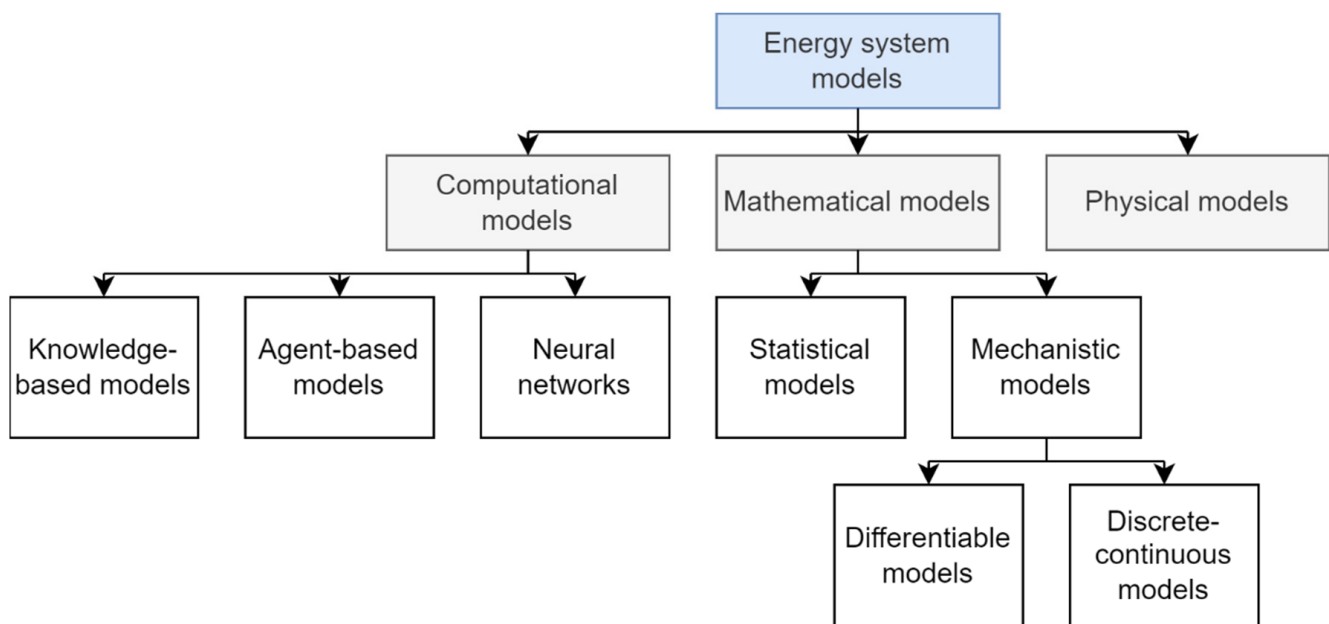 Energy system
models
Computational
models
Mathematical models
Physical models
Knowledge-
based models
Agent-based
models
Neural
networks
Statistical
models
Mechanistic
models
Differentiable
models
Discrete-
continuous
models